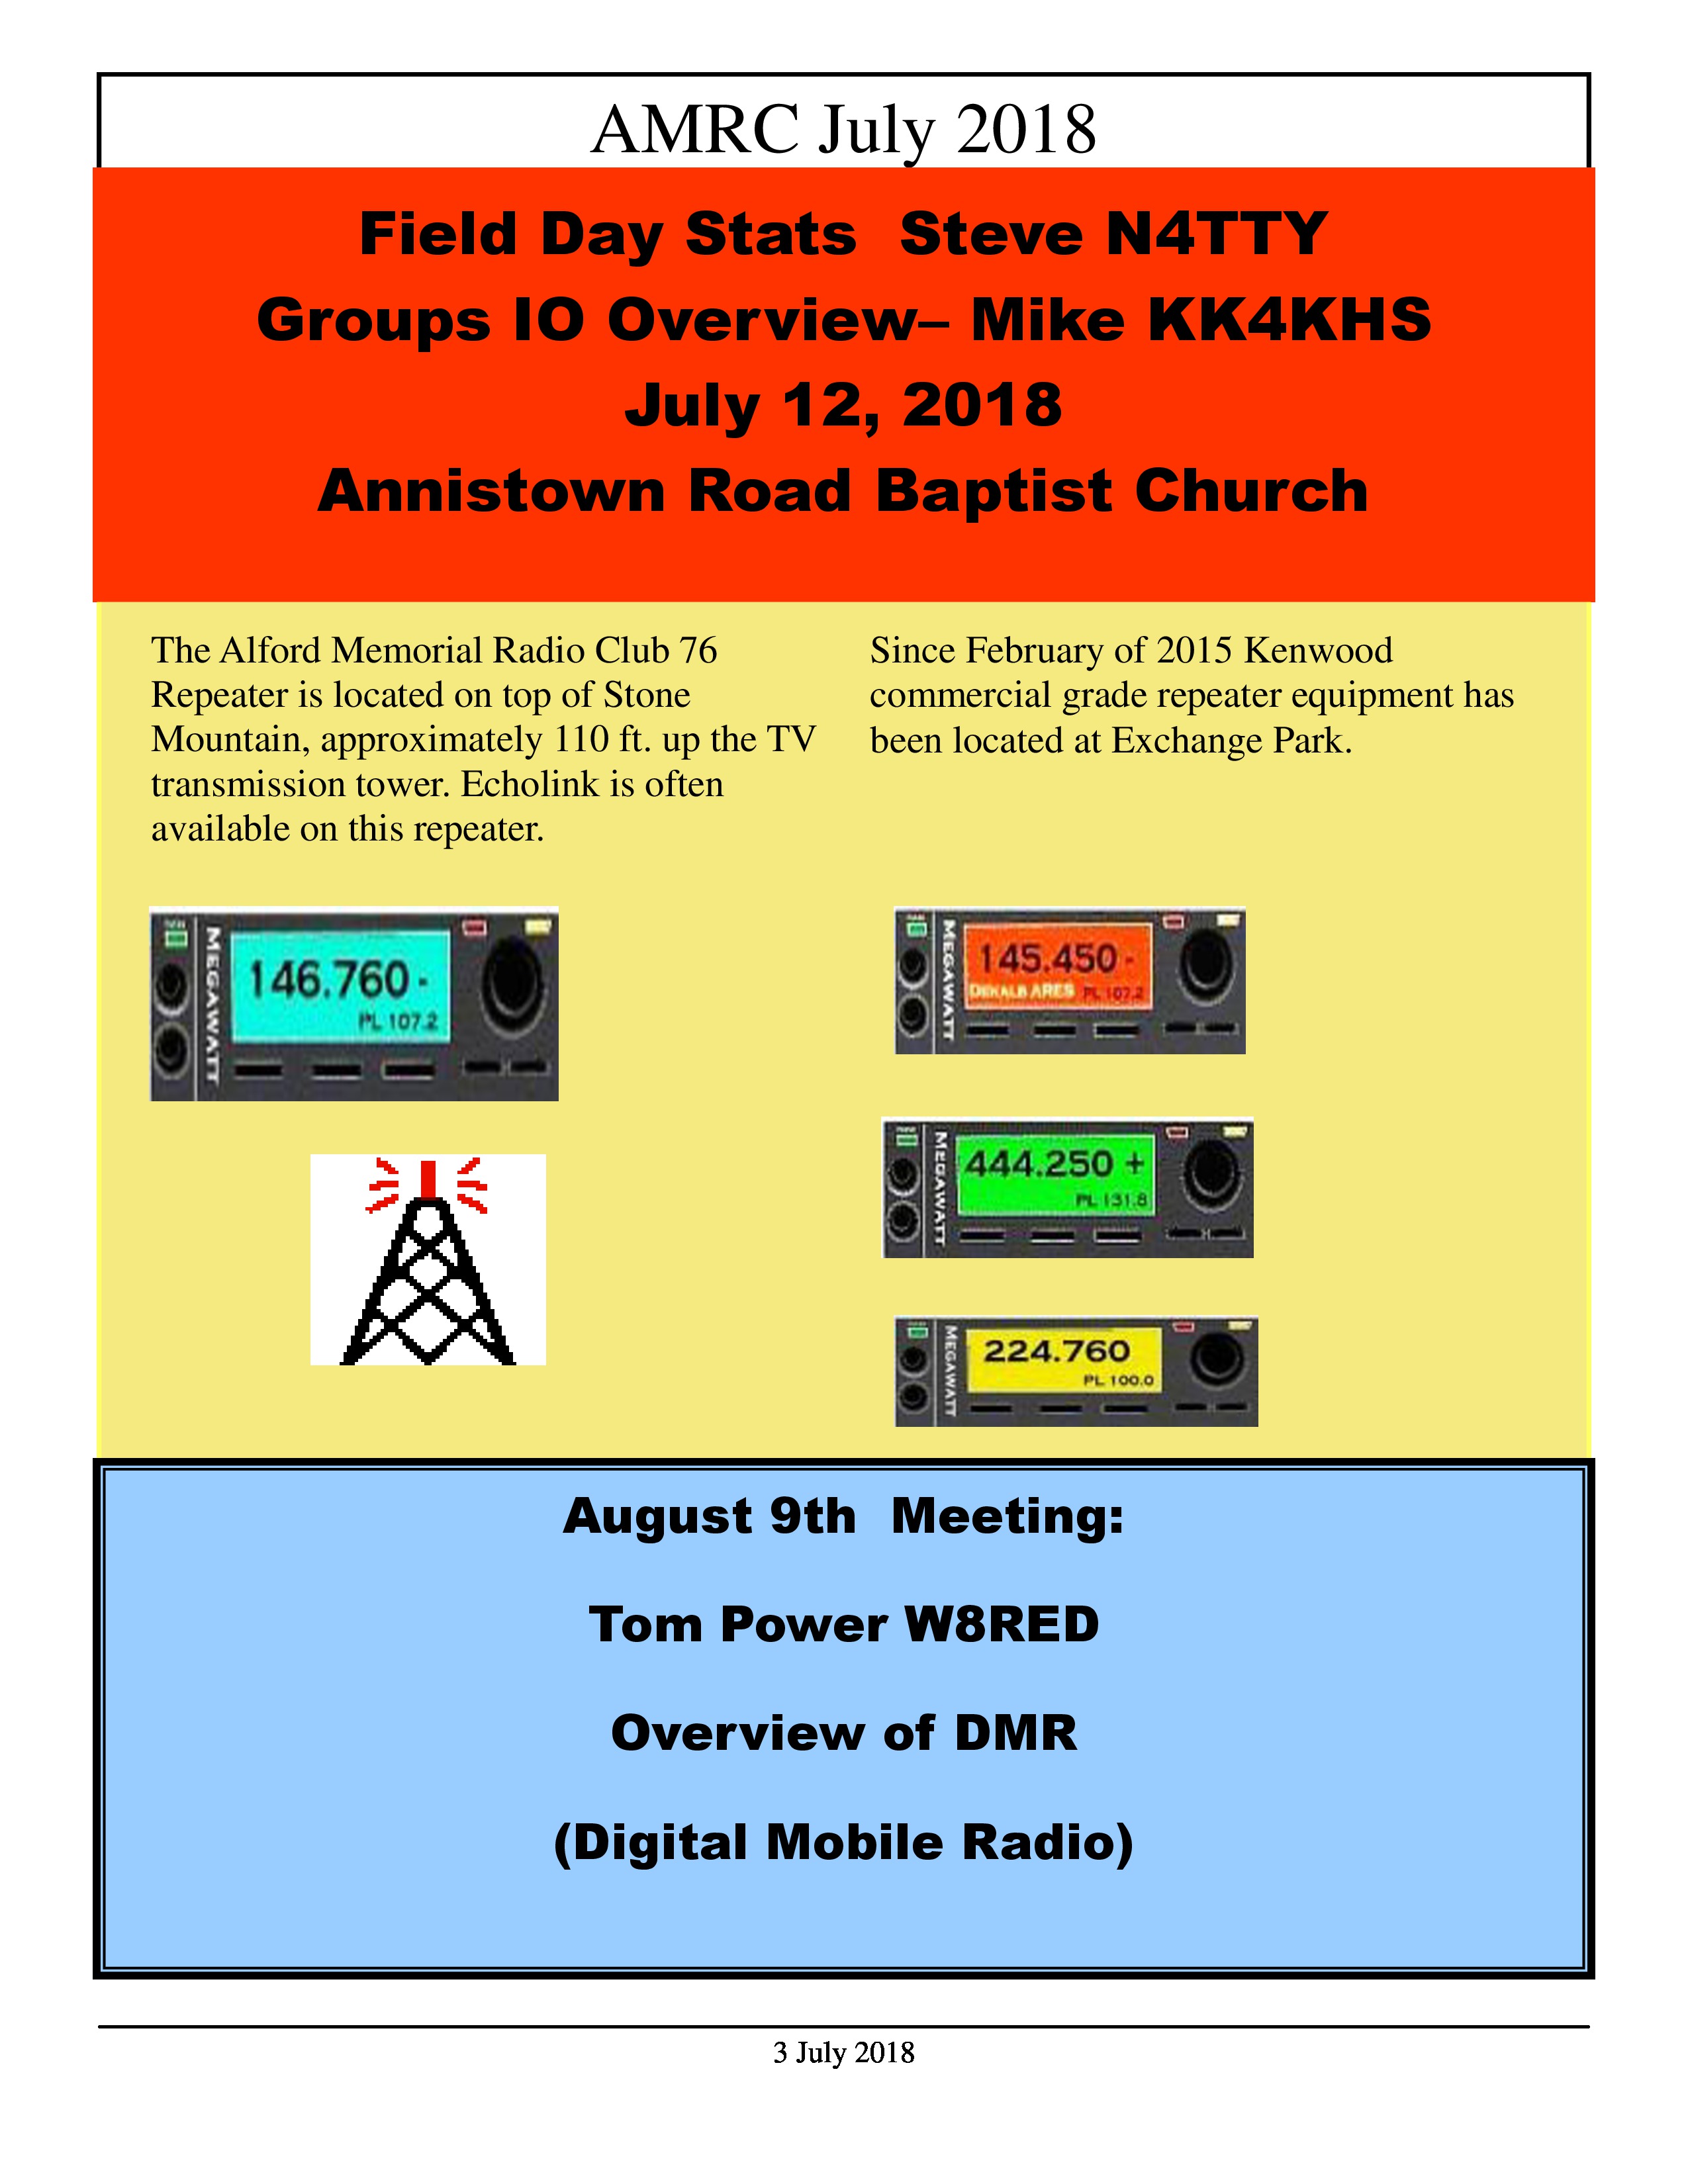 AMRC July 2018
Field Day Stats  Steve N4TTY
Groups IO Overview– Mike KK4KHS
July 12, 2018
Annistown Road Baptist Church
The Alford Memorial Radio Club 76
Repeater is located on top of Stone
Mountain, approximately 110 ft. up the TV
transmission tower. Echolink is often
available on this repeater.
Since February of 2015 Kenwood
commercial grade repeater equipment has
been located at Exchange Park.
MEGAWATT
146.760 -
PL 107.2
MEGAWATT
145.450 -
DEKALB ARES PL 107.2
MEGAWATT
444.250 +
PL 131.8
MEGAWATT
224.760
PL 100.0
August 9th  Meeting:
Tom Power W8RED
Overview of DMR
(Digital Mobile Radio)
3 July 2018